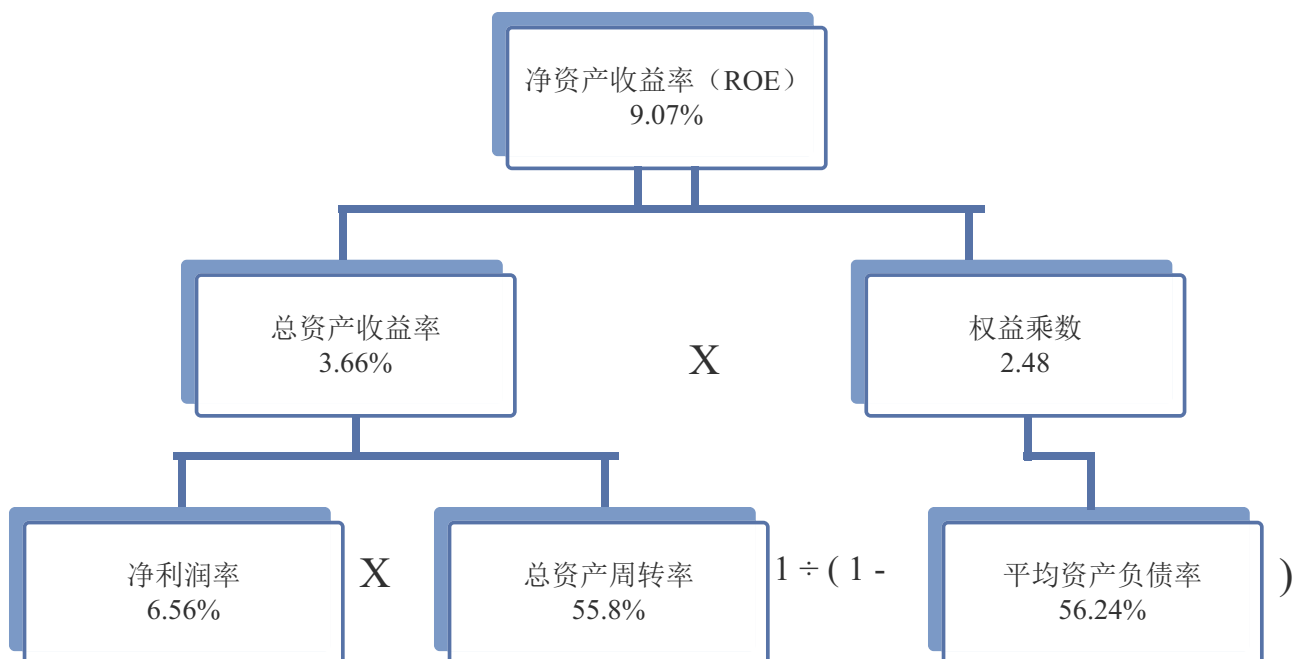 净资产收益率（ROE）
9.07%
总资产收益率
3.66%
X
权益乘数
2.48
净利润率
6.56%
X
总资产周转率
55.8%
1 ÷ ( 1 -
平均资产负债率
56.24%
)